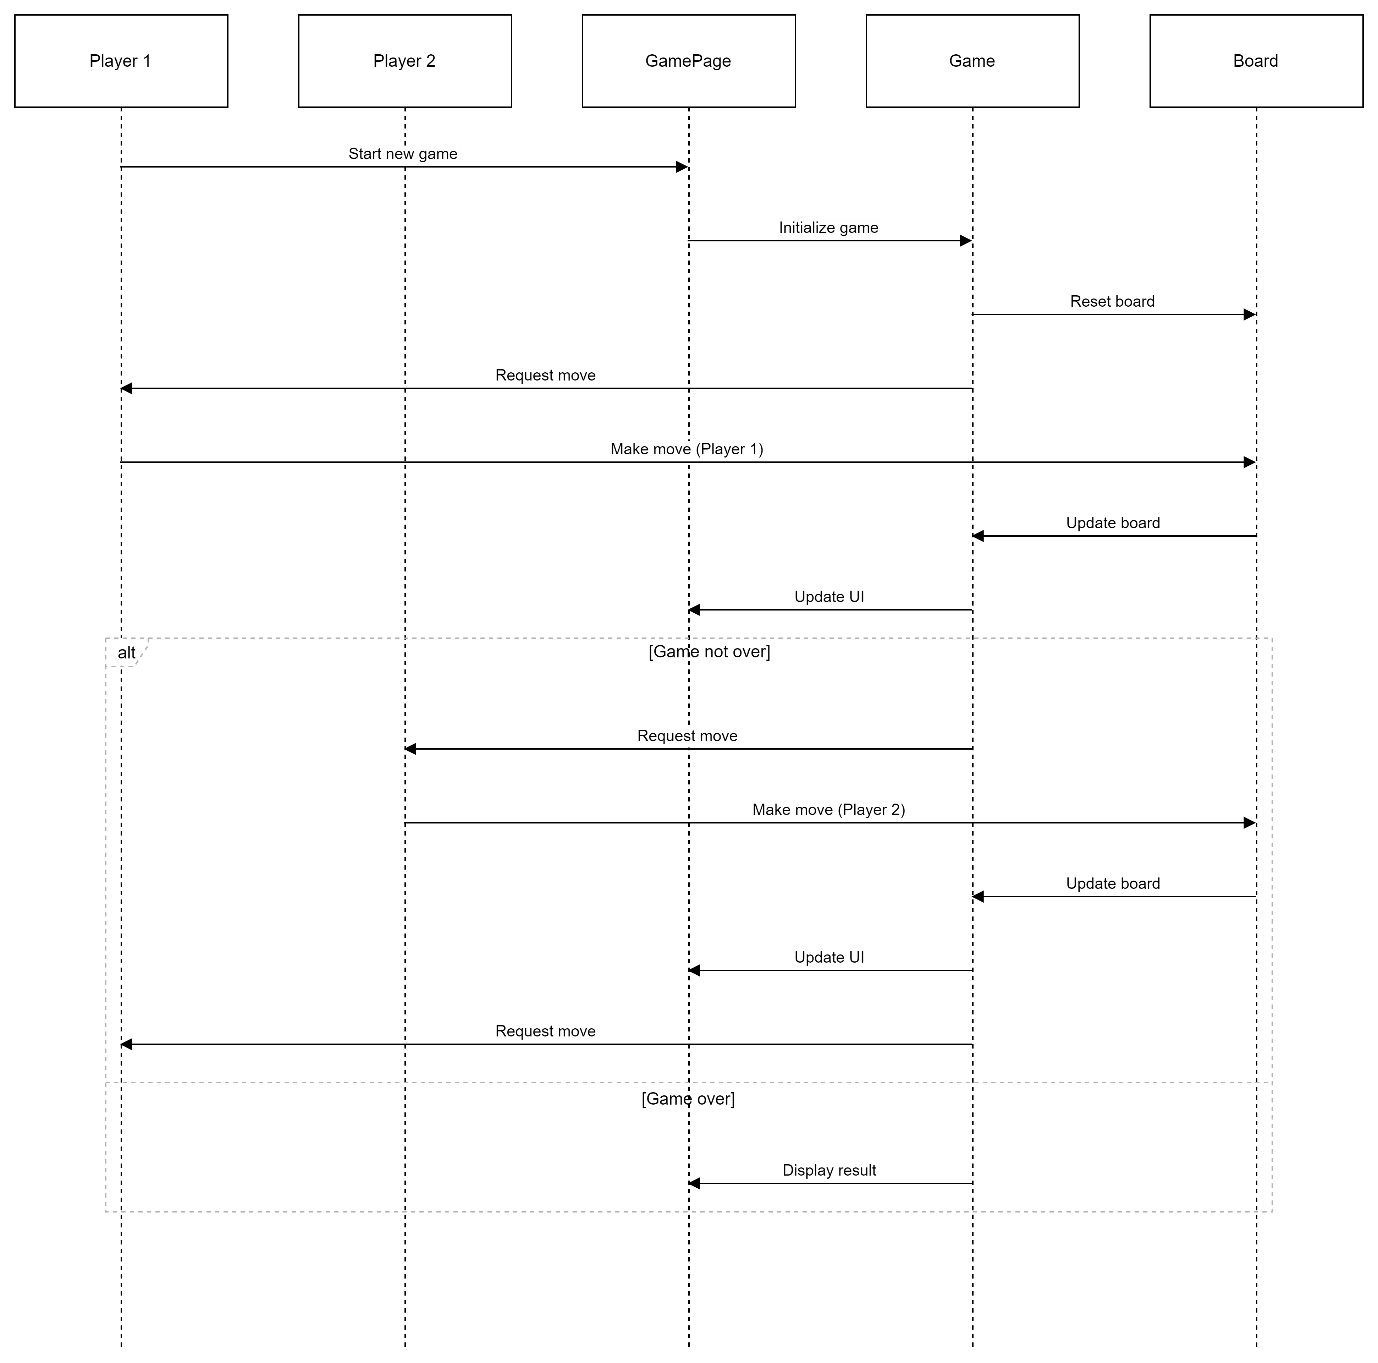 Player 1
Player 2
GamePage
Game
Board
Start new game
Initialize game
Reset board
Request move
Make move (Player 1)
Update board
Update UI
alt
[Game not over]
Request move
Make move (Player 2)
Update board
Update UI
Request move
[Game over]
Display result